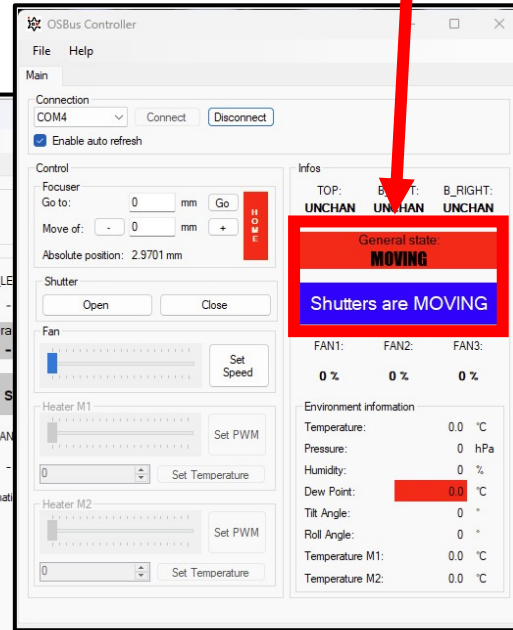 OSBus Controller
File Help
Main
Connection
COM4 Connect Disconnect
Enable auto refresh
Control
Focuser
Go to: 0 mm Go
Move of: - 0 mm +
HOME
Absolute position: 2.9701 mm
Shutter
Open Close
Fan
Set Speed
Heater M1
Set PWM
0 Set Temperature
Heater M2
Set PWM
0 Set Temperature
Infos
TOP: B_RIGHT:
UNCHAN UNCHAN UNCHAN
General state:
MOVING
Shutters are MOVING
FAN1: FAN2: FAN3:
0 % 0 % 0 %
Environment information
Temperature: 0.0 °C
Pressure: 0 hPa
Humidity: 0 %
Dew Point: 0.0 °C
Tilt Angle: 0 °
Roll Angle: 0 °
Temperature M1: 0.0 °C
Temperature M2: 0.0 °C